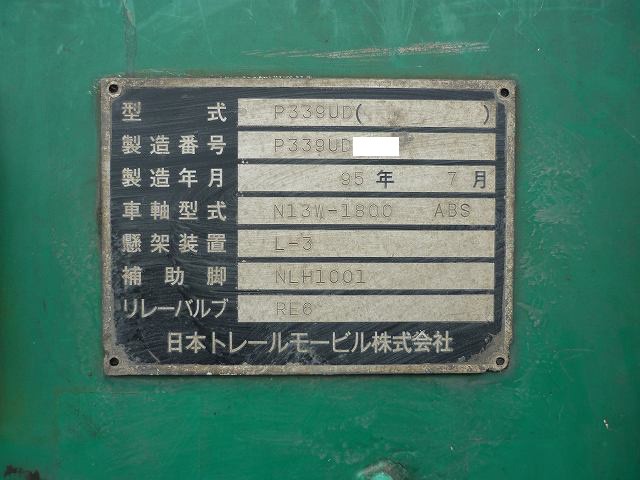 型式 P339UD( )
製造番号 P339UD
製造年月 95年 7月
車軸型式 N13W-1800 ABS
懸架装置 L-3
補助脚 NLH1001
リレーバルブ RE6
日本トレールモービル株式会社